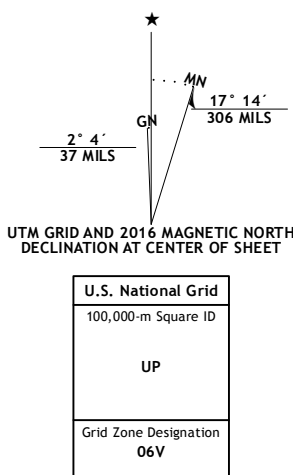 ★
MN
GN
17° 14´
306 MILS
2° 4´
37 MILS
UTM GRID AND 2016 MAGNETIC NORTH
DECLINATION AT CENTER OF SHEET
U.S. National Grid
100,000-m Square ID
UP
Grid Zone Designation
06V